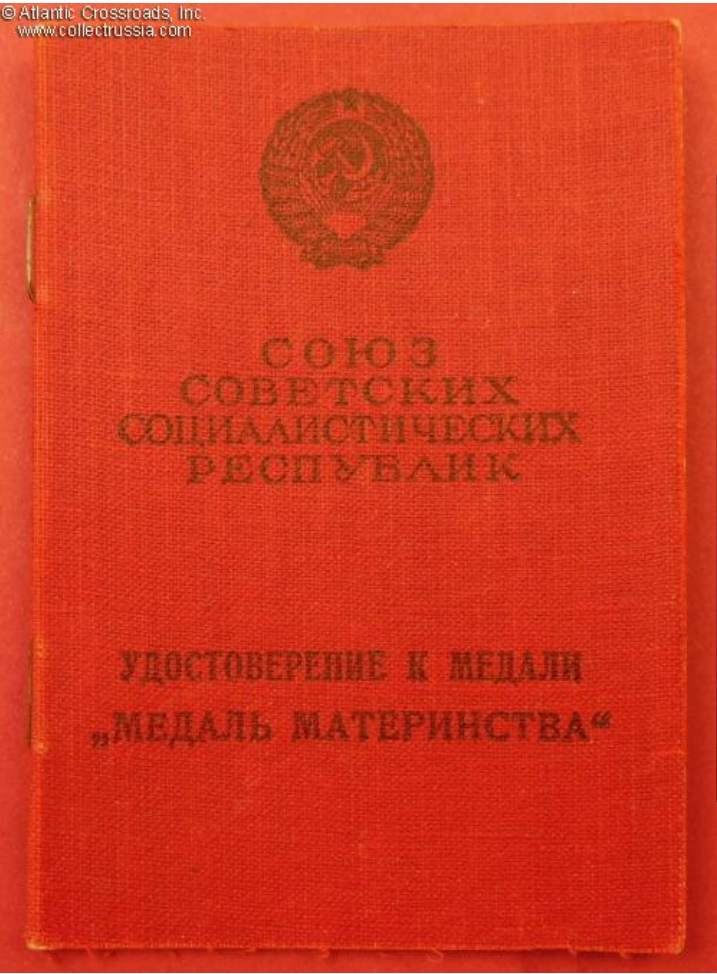 © Atlantic Crossroads, Inc.
www.collectrussia.com
СОЮЗ
СОВЕТСКИХ
СОЦИАЛИСТИЧЕСКИХ
РЕСПУБЛИК
УДОСТОВЕРЕНИЕ К МЕДАЛИ
„МЕДАЛЬ МАТЕРИНСТВА“